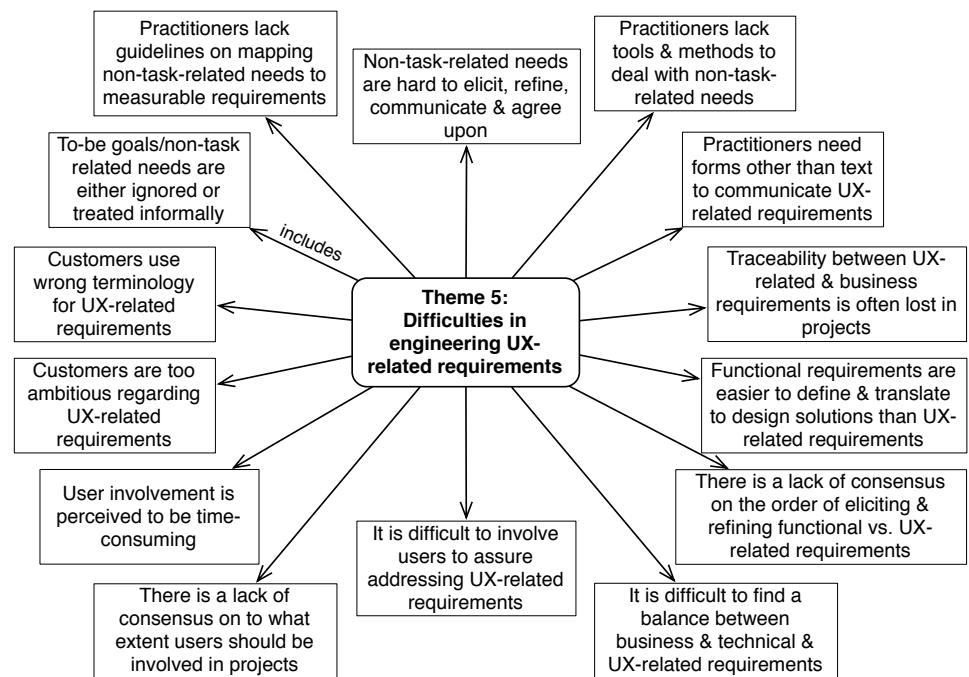 Practitioners lack
guidelines on mapping
non-task-related needs to
measurable requirements
Non-task-related needs
are hard to elicit, refine,
communicate & agree
upon
Practitioners lack
tools & methods to
deal with non-task-
related needs
To-be goals/non-task
related needs are
either ignored or
treated informally
Practitioners need
forms other than text
to communicate UX-
related requirements
includes
Customers use
wrong terminology
for UX-related
requirements
Theme 5:
Difficulties in
engineering UX-
related requirements
Traceability between UX-
related & business
requirements is often lost in
projects
Customers are too
ambitious regarding
UX-related
requirements
Functional requirements are
easier to define & translate
to design solutions than UX-
related requirements
User involvement is
perceived to be time-
consuming
There is a lack of consensus
on the order of eliciting &
refining functional vs. UX-
related requirements
It is difficult to involve
users to assure
addressing UX-related
requirements
There is a lack of
consensus on to what
extent users should be
involved in projects
It is difficult to find a
balance between
business & technical &
UX-related requirements